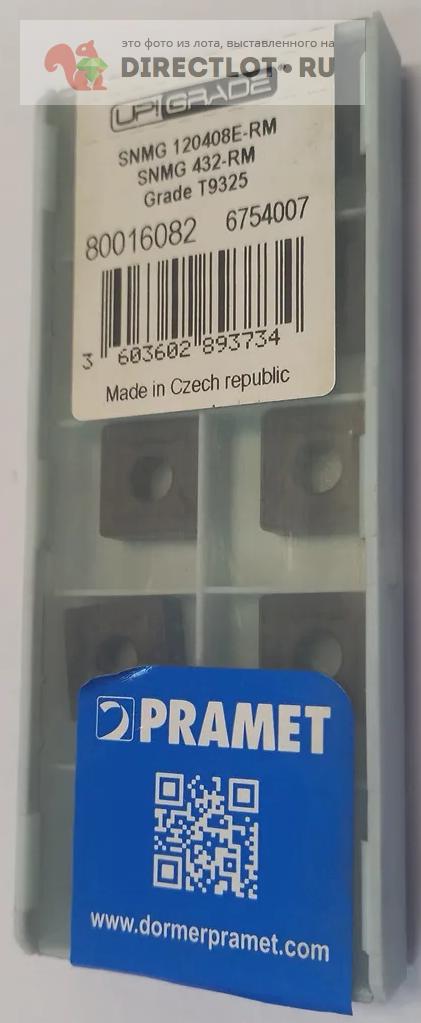 это фото из лота, выставленного на
DIRECTLOT.RU
UP!GRADE
SNMG 120408E-RM
SNMG 432-RM
Grade T9325
80016082 6754007
3 603602 893734
Made in Czech republic
PRAMET
www.dormerpramet.com